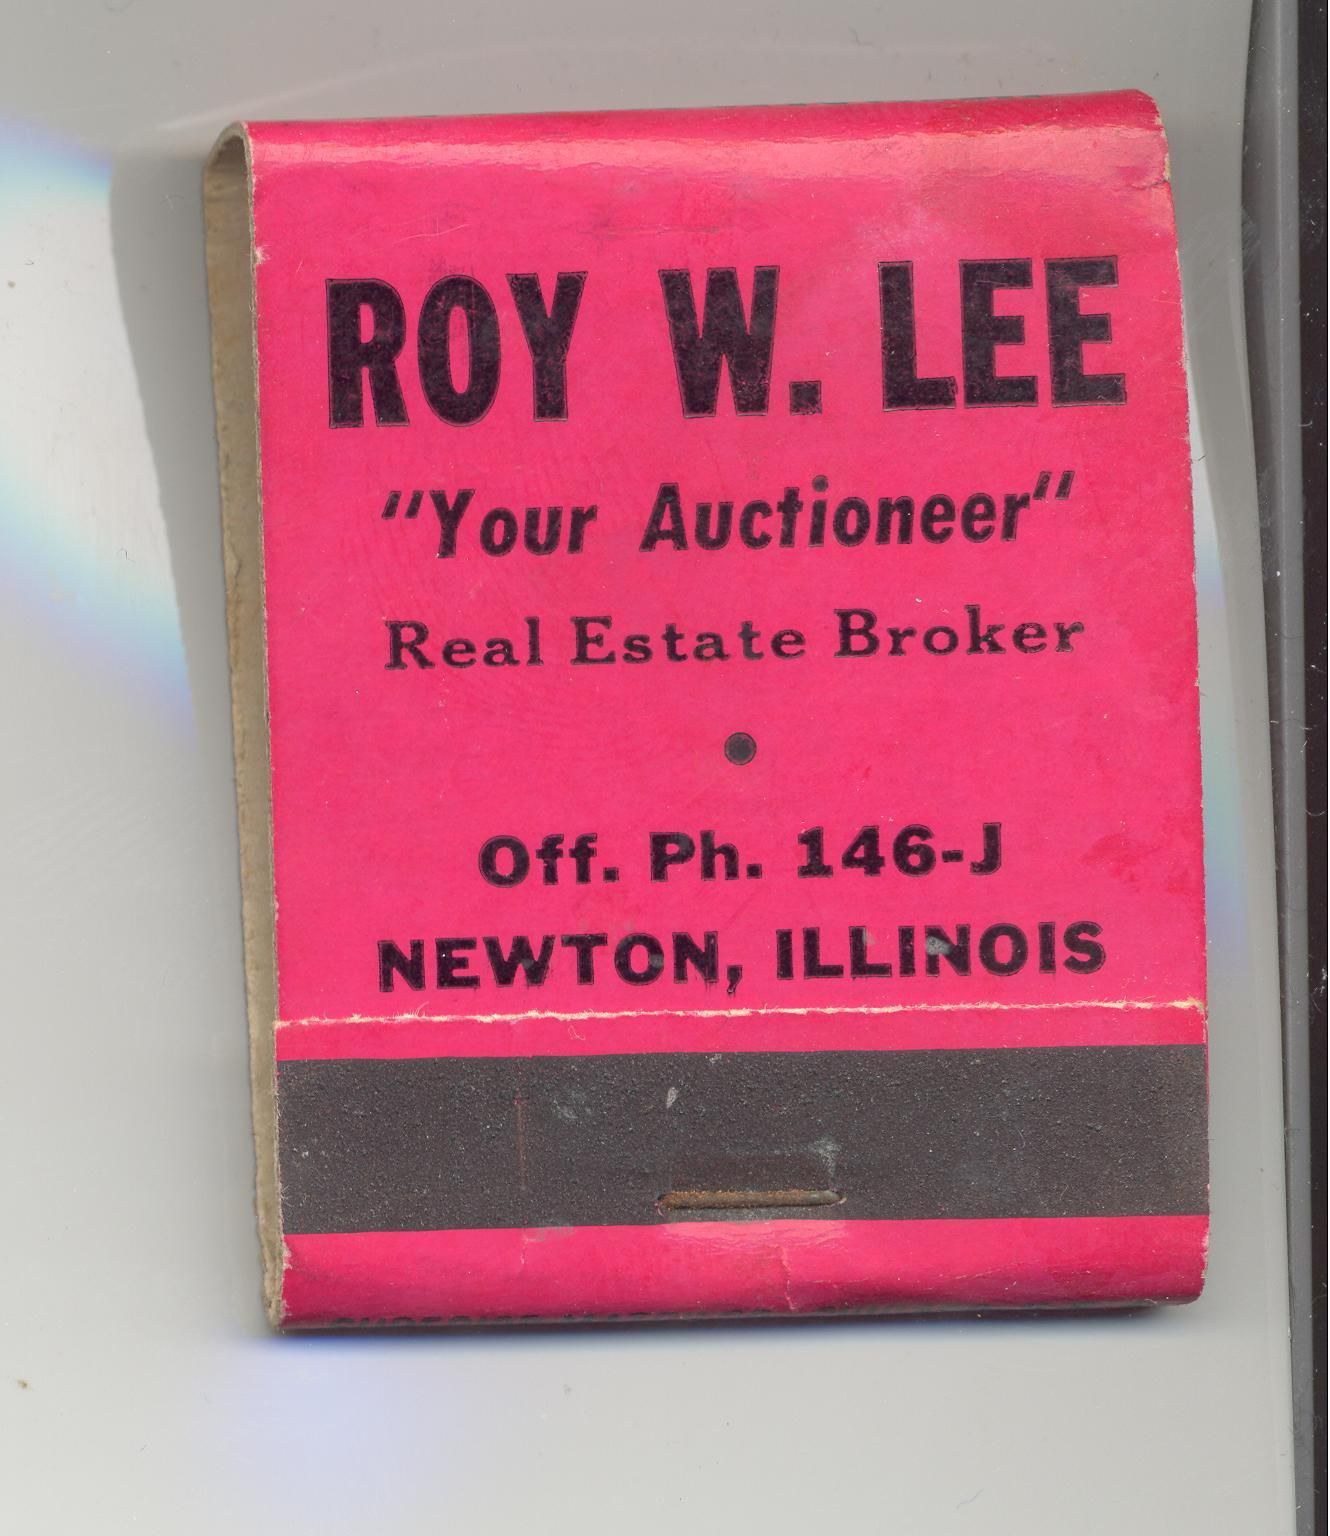 ROY W. LEE
"Your Auctioneer"
Real Estate Broker
Off. Ph. 146-J
NEWTON, ILLINOIS